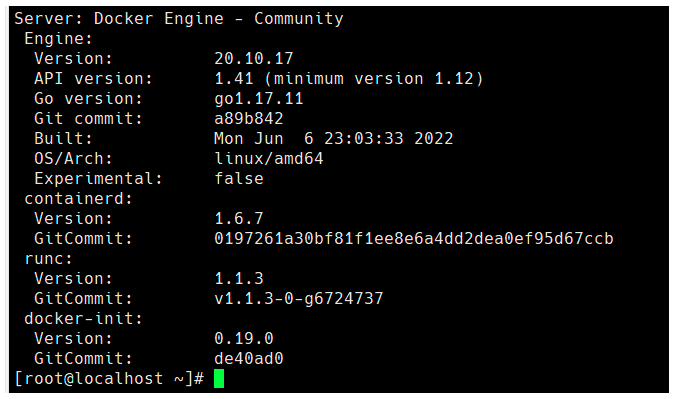 Server: Docker Engine - Community
 Engine:
  Version:          20.10.17
  API version:      1.41 (minimum version 1.12)
  Go version:       go1.17.11
  Git commit:       a89b842
  Built:            Mon Jun  6 23:03:33 2022
  OS/Arch:          linux/amd64
  Experimental:     false
 containerd:
  Version:          1.6.7
  GitCommit:        0197261a30bf81f1ee8e6a4dd2dea0ef95d67ccb
 runc:
  Version:          1.1.3
  GitCommit:        v1.1.3-0-g6724737
 docker-init:
  Version:          0.19.0
  GitCommit:        de40ad0
[root@localhost ~]#